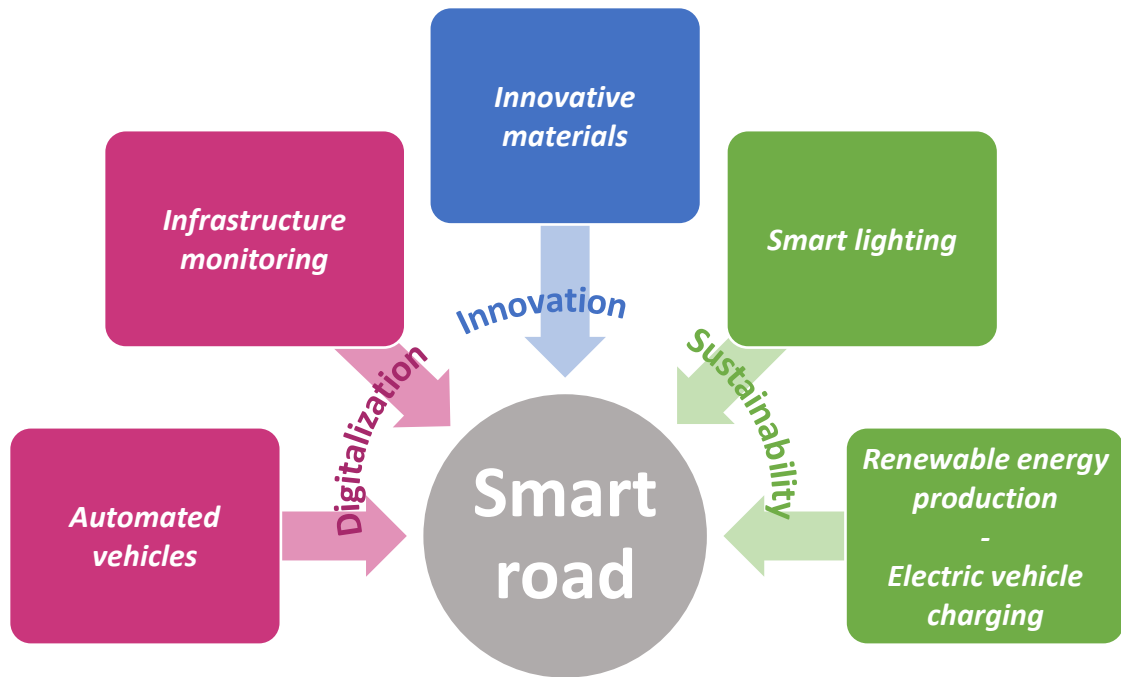 Innovative
materials
Infrastructure
monitoring
Smart lighting
Innovation
Digitalization
Sustainability
Automated
vehicles
Smart
road
Renewable energy
production
-
Electric vehicle
charging